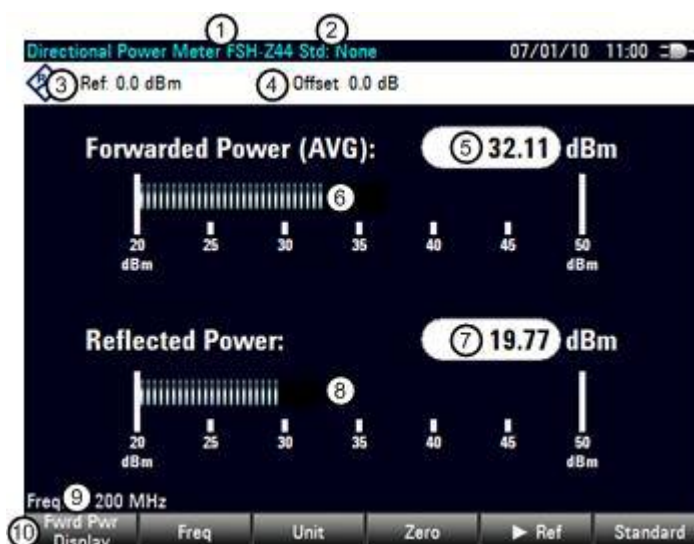 1 2
Directional Power Meter FSH-Z44 Std: None 07/01/10 11:00
3 Ref: 0.0 dBm 4 Offset 0.0 dB
Forwarded Power (AVG): 5 32.11 dBm
6
20 25 30 35 40 45 50
dBm dBm
Reflected Power: 7 19.77 dBm
8
20 25 30 35 40 45 50
dBm dBm
Freq: 9 200 MHz
10 Fwrd Pwr Display Freq Unit Zero ► Ref Standard